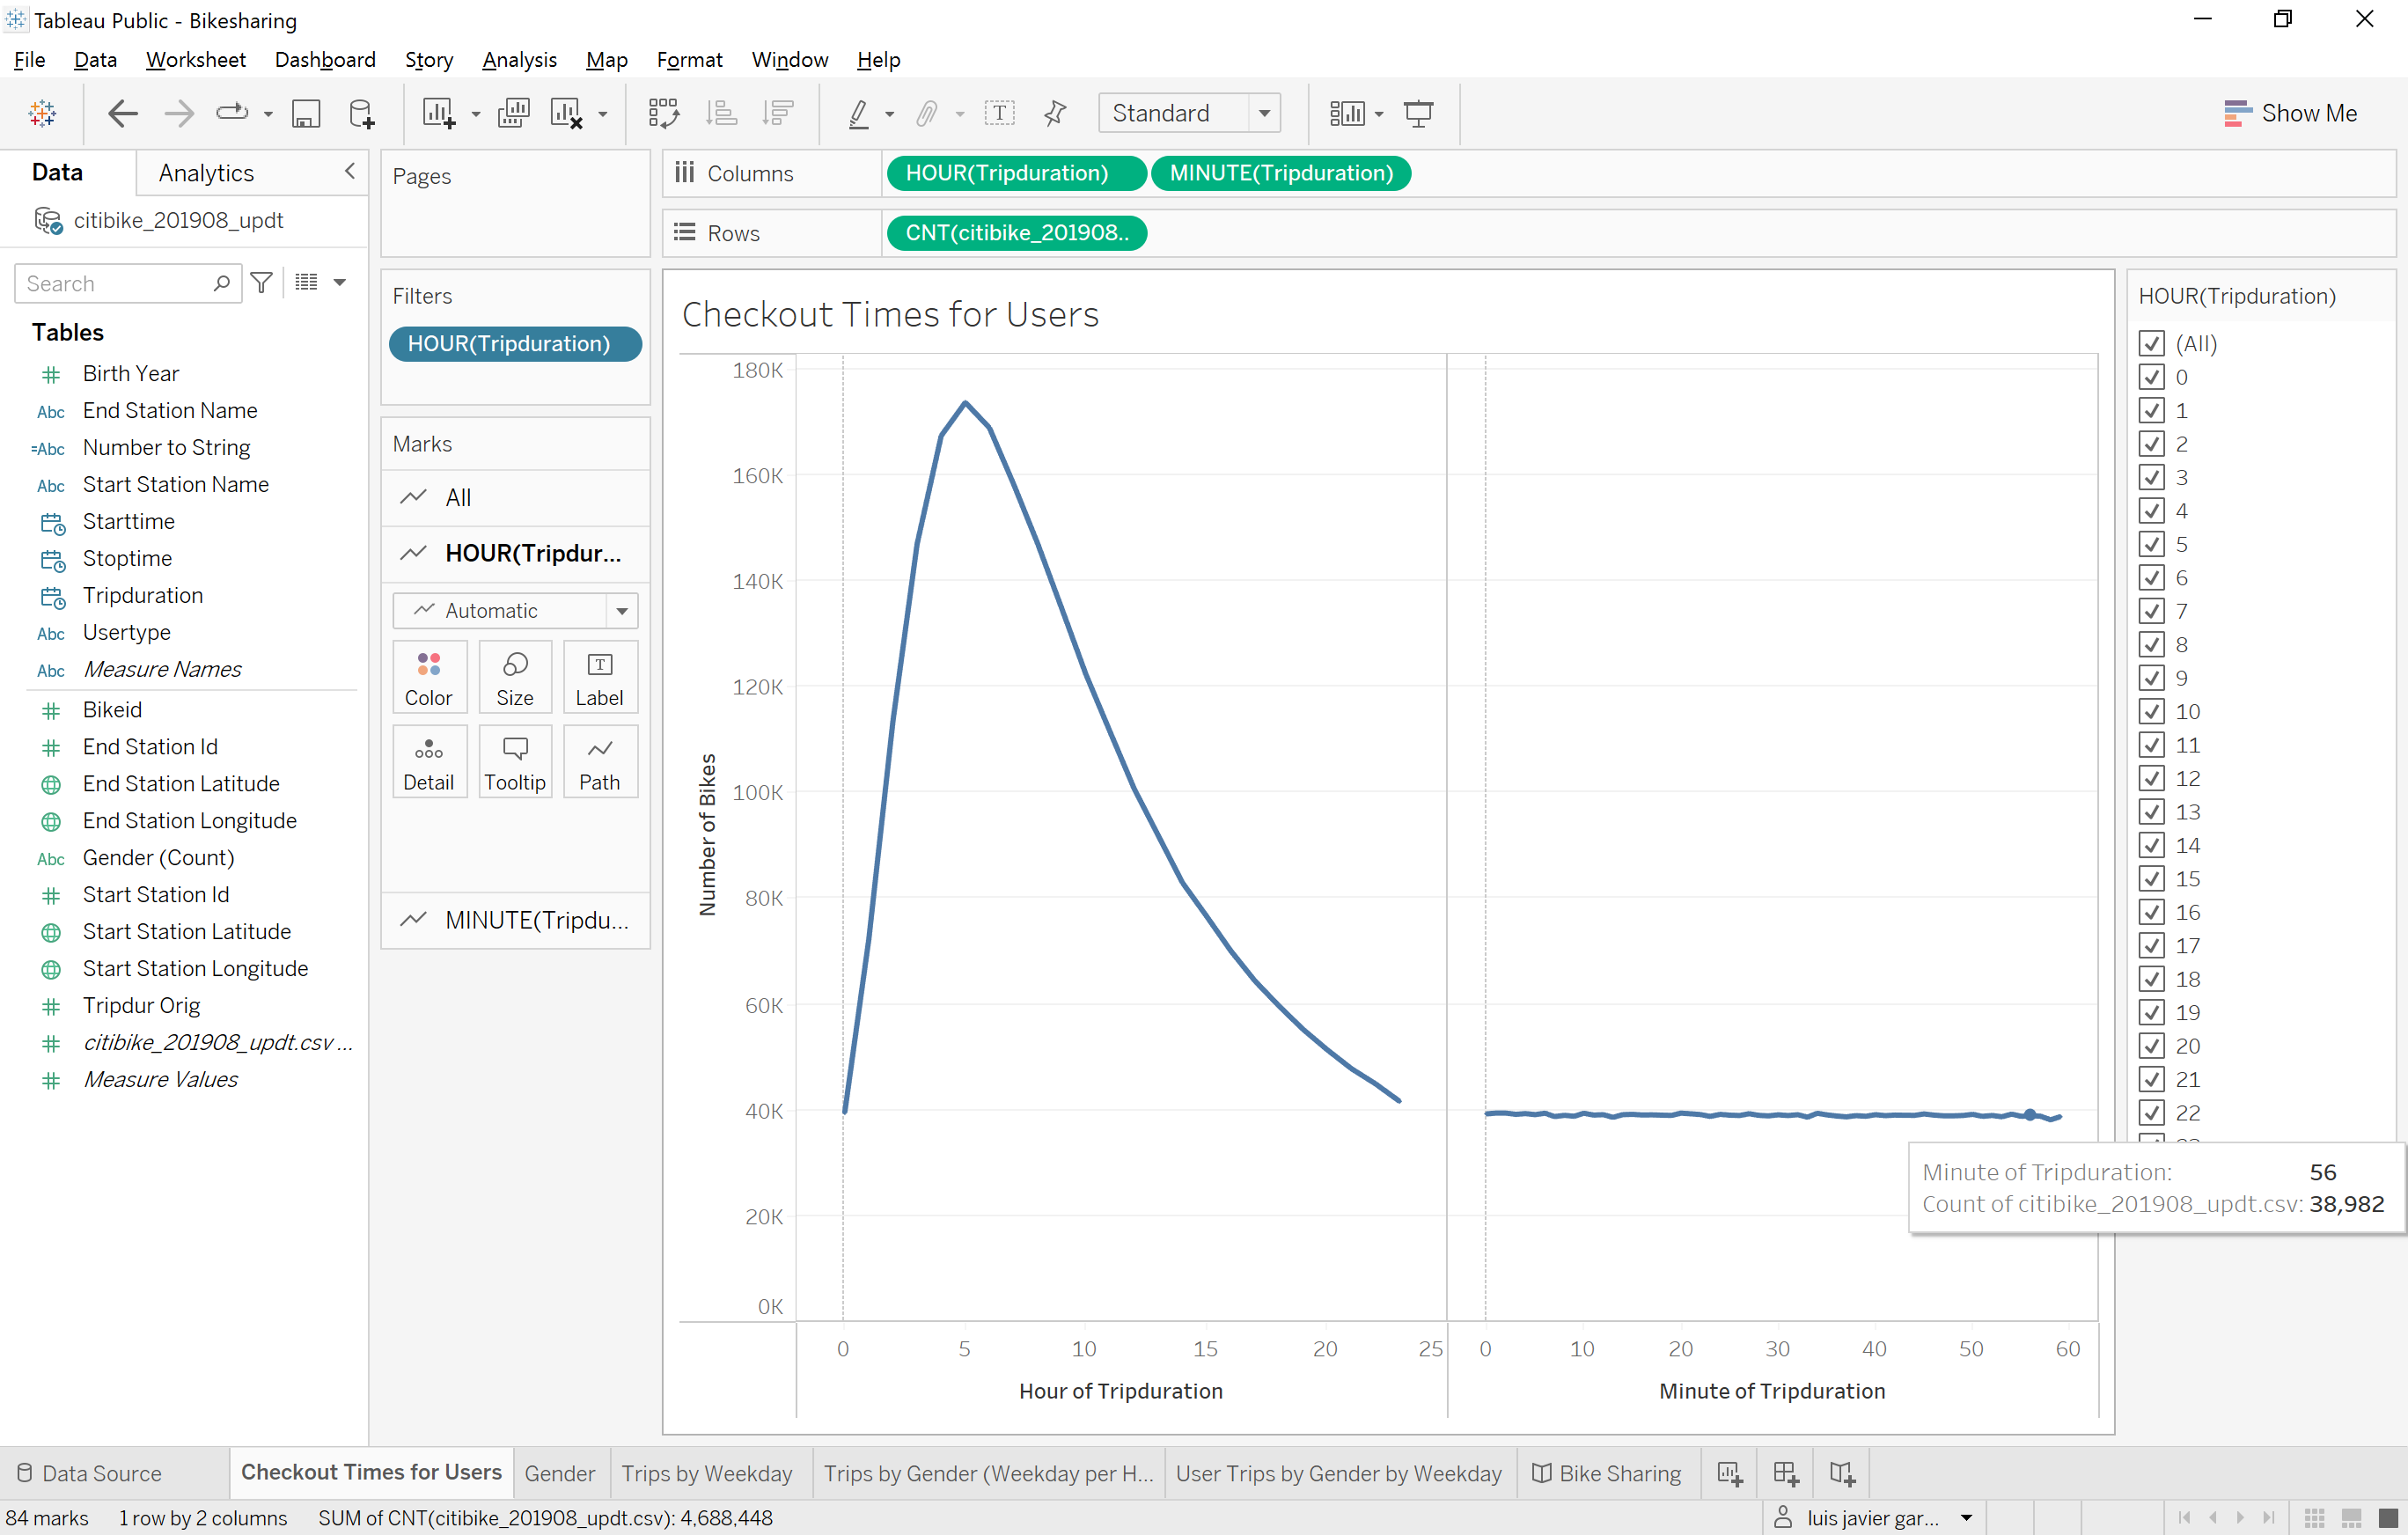 Tableau Public - Bikesharing
File Data Worksheet Dashboard Story Analysis Map Format Window Help
Standard
Show Me
Data Analytics
citibike_201908_updt
Search
Tables
Birth Year
Abc End Station Name
=Abc Number to String
Abc Start Station Name
Starttime
Stoptime
Tripduration
Abc Usertype
Abc Measure Names
Bikeid
End Station Id
End Station Latitude
End Station Longitude
Abc Gender (Count)
Start Station Id
Start Station Latitude
Start Station Longitude
Tripdur Orig
citibike_201908_updt.csv ...
Measure Values
Pages
Filters
HOUR(Tripduration)
Marks
All
HOUR(Tripdur...
Automatic
Color Size Label
Detail Tooltip Path
MINUTE(Tripdu...
Columns HOUR(Tripduration) MINUTE(Tripduration)
Rows CNT(citibike_201908..
Checkout Times for Users
Number of Bikes
180K
160K
140K
120K
100K
80K
60K
40K
20K
0K
0 5 10 15 20 25 0 10 20 30 40 50 60
Hour of Tripduration Minute of Tripduration
HOUR(Tripduration)
(All)
0
1
2
3
4
5
6
7
8
9
10
11
12
13
14
15
16
17
18
19
20
21
22
Minute of Tripduration: 56
Count of citibike_201908_updt.csv: 38,982
Data Source Checkout Times for Users Gender Trips by Weekday Trips by Gender (Weekday per H... User Trips by Gender by Weekday Bike Sharing
84 marks 1 row by 2 columns SUM of CNT(citibike_201908_updt.csv): 4,688,448 luis javier gar...